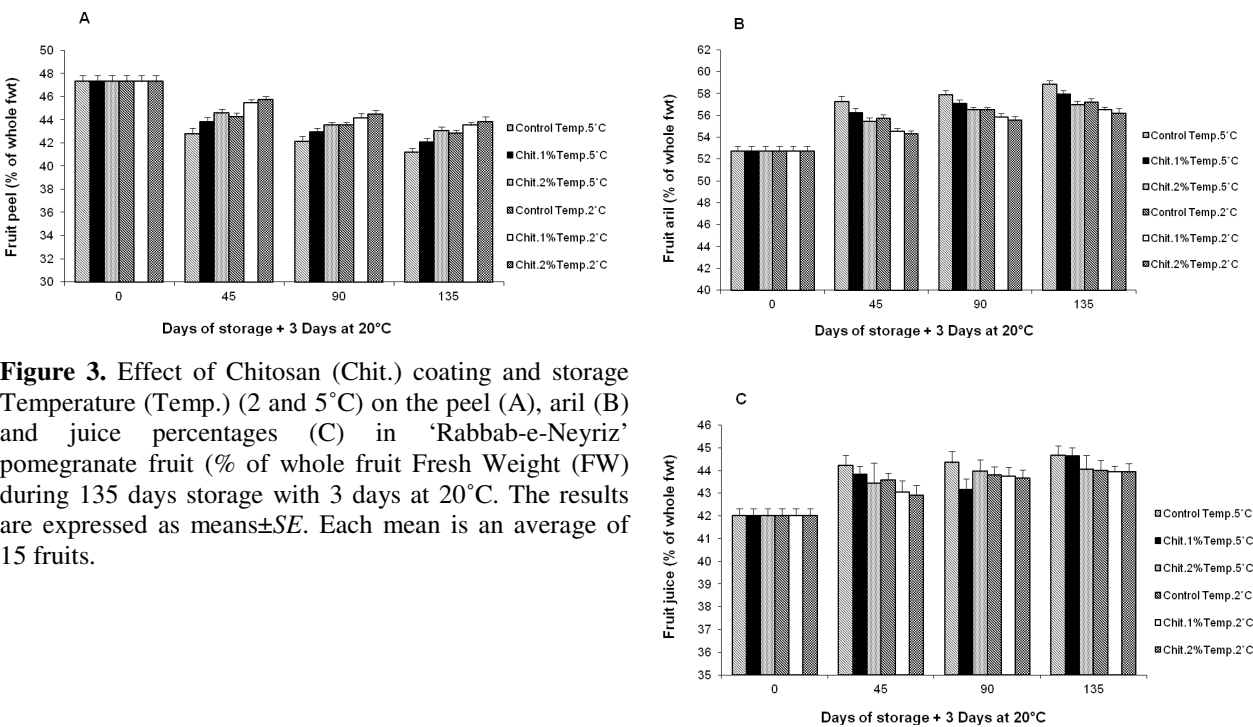 A
50
48
46
44
42
40
38
36
34
32
30
Fruit peel (% of whole fwt)
0
45
90
135
Days of storage + 3 Days at 20°C
Control Temp.5˚C
Chit.1%Temp.5˚C
Chit.2%Temp.5˚C
Control Temp.2˚C
Chit.1%Temp.2˚C
Chit.2%Temp.2˚C
B
62
60
58
56
54
52
50
48
46
44
42
40
Fruit aril (% of whole fwt)
0
45
90
135
Days of storage + 3 Days at 20°C
Control Temp.5˚C
Chit.1%Temp.5˚C
Chit.2%Temp.5˚C
Control Temp.2˚C
Chit.1%Temp.2˚C
Chit.2%Temp.2˚C
Figure 3. Effect of Chitosan (Chit.) coating and storage
Temperature (Temp.) (2 and 5˚C) on the peel (A), aril (B)
and juice percentages (C) in ‘Rabbab-e-Neyriz’
pomegranate fruit (% of whole fruit Fresh Weight (FW)
during 135 days storage with 3 days at 20˚C. The results
are expressed as means±SE. Each mean is an average of
15 fruits.
C
46
45
44
43
42
41
40
39
38
37
36
35
Fruit juice (% of whole fwt)
0
45
90
135
Days of storage + 3 Days at 20°C
Control Temp.5˚C
Chit.1%Temp.5˚C
Chit.2%Temp.5˚C
Control Temp.2˚C
Chit.1%Temp.2˚C
Chit.2%Temp.2˚C